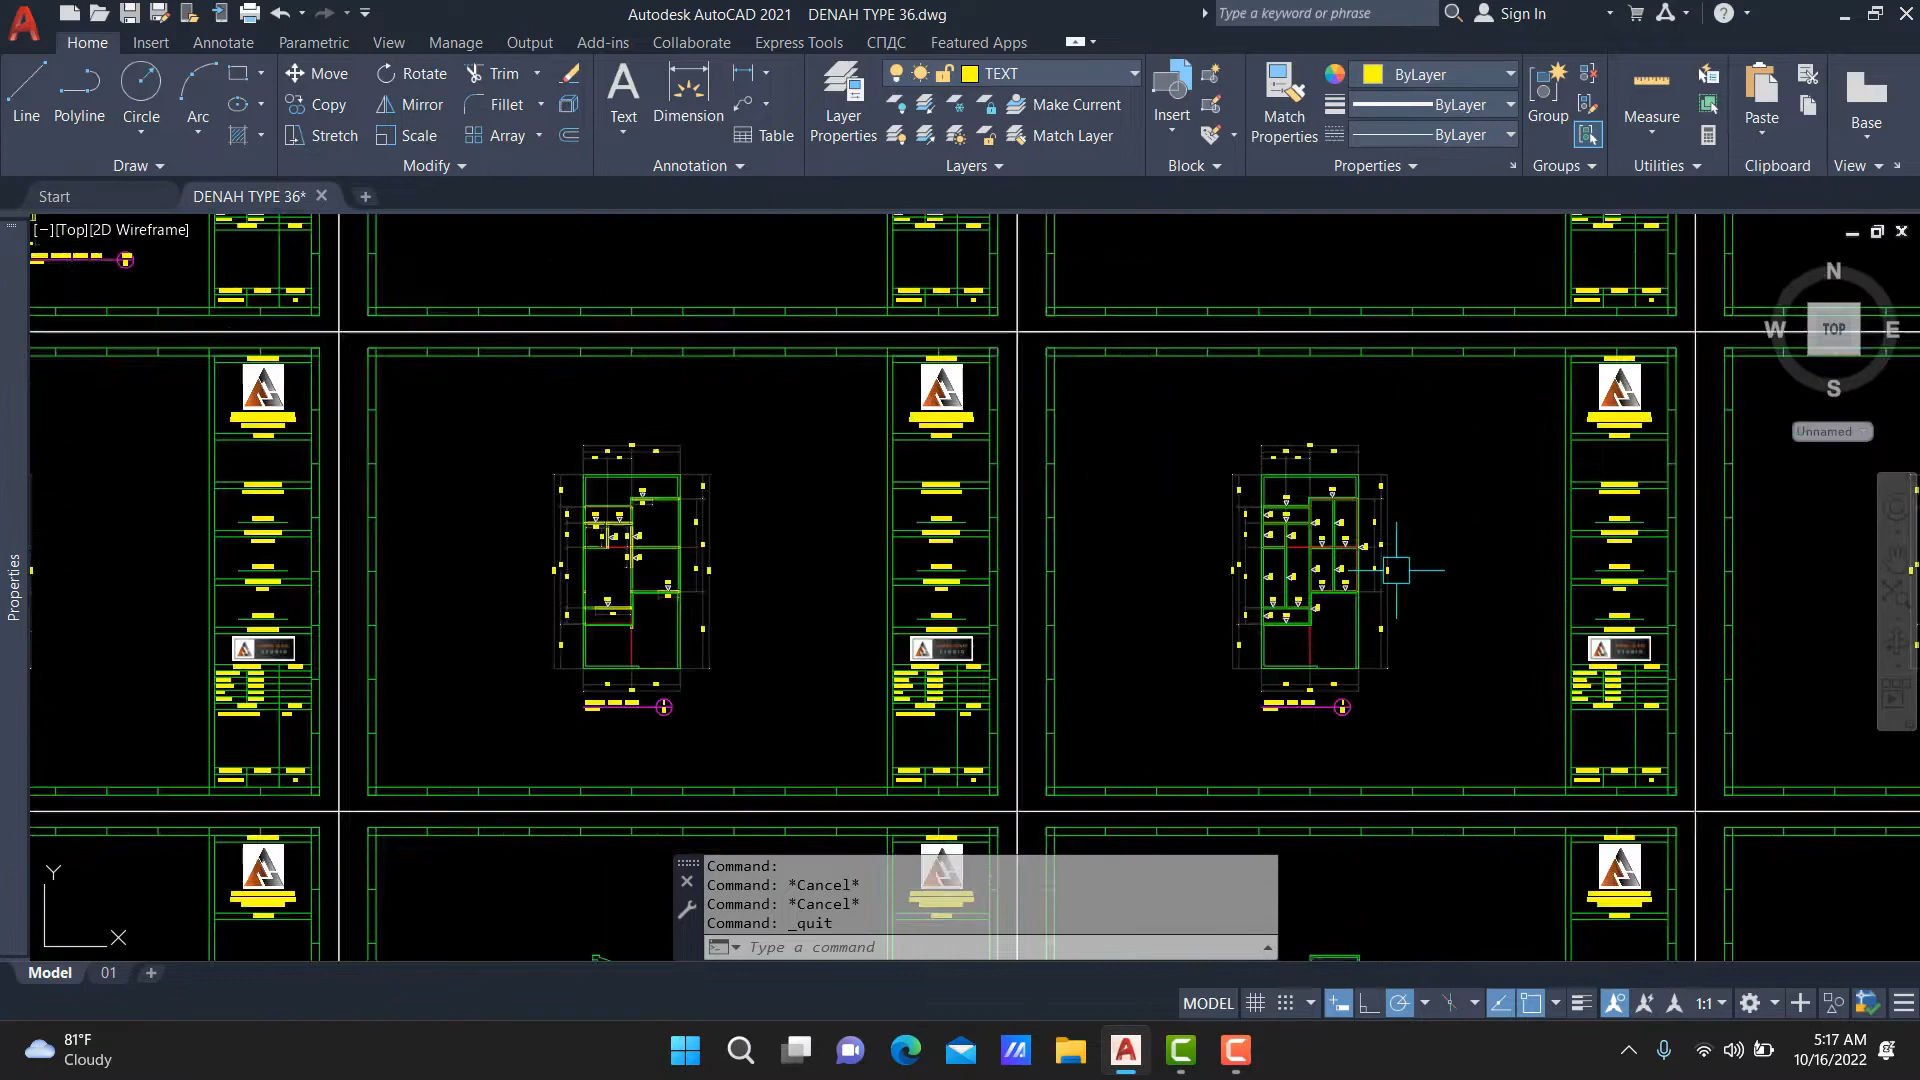 Autodesk AutoCAD 2021 DENAH TYPE 36.dwg
Type a keyword or phrase
Sign In
Home Insert Annotate Parametric View Manage Output Add-ins Collaborate Express Tools СПДС Featured Apps
Line
Polyline
Circle
Arc
Draw
Move
Rotate
Trim
Copy
Mirror
Fillet
Stretch
Scale
Array
Modify
Text
Dimension
Table
Annotation
Layer
Properties
TEXT
Make Current
Match Layer
Layers
Insert
Block
Match
Properties
ByLayer
ByLayer
ByLayer
Properties
Group
Groups
Measure
Utilities
Paste
Clipboard
Base
View
Start
DENAH TYPE 36*
[−][Top][2D Wireframe]
N
W
TOP
E
S
Unnamed
Properties
Y
X
Command:
Command: *Cancel*
Command: *Cancel*
Command: _quit
Type a command
Model
01
MODEL
1:1
81°F
Cloudy
5:17 AM
10/16/2022